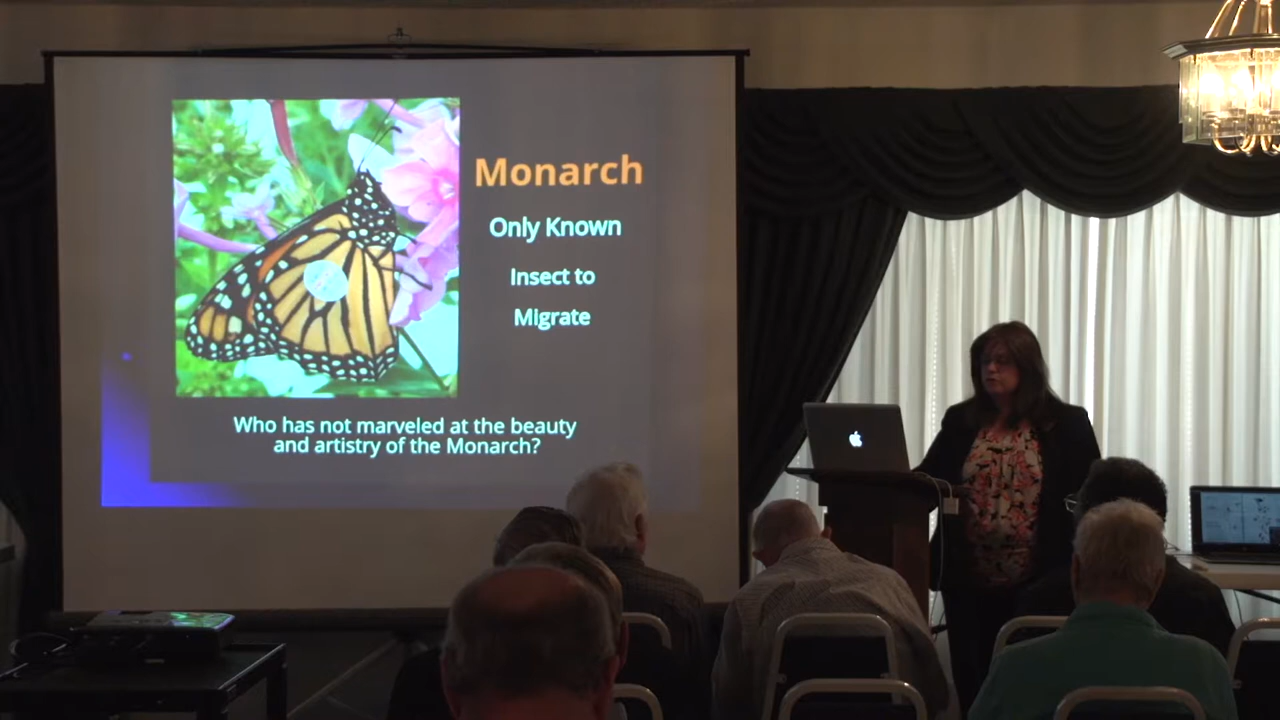 Monarch
Only Known
Insect to
Migrate
Who has not marveled at the beauty
and artistry of the Monarch?